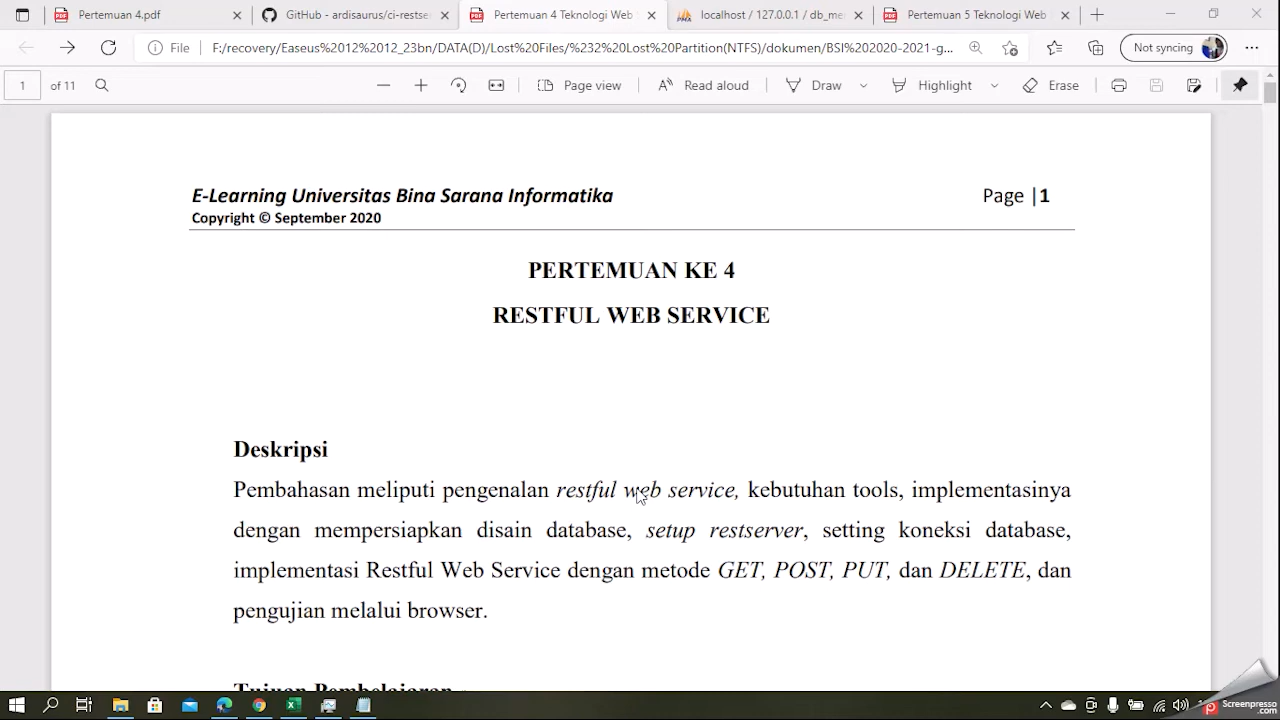 Pertemuan 4.pdf
GitHub - ardisaurus/ci-restse
Pertemuan 4 Teknologi Web
localhost / 127.0.0.1 / db_me
Pertemuan 5 Teknologi Web
File
F:/recovery/Easeus%2012%2012_23bn/DATA(D)/Lost%20Files/%232%20Lost%20Partition(NTFS)/dokumen/BSI%202020-2021-g...
Not syncing
1 of 11
Page view
Read aloud
Draw
Highlight
Erase
E-Learning Universitas Bina Sarana Informatika
Page |1
Copyright © September 2020
PERTEMUAN KE 4
RESTFUL WEB SERVICE
Deskripsi
Pembahasan meliputi pengenalan restful web service, kebutuhan tools, implementasinya
dengan mempersiapkan disain database, setup restserver, setting koneksi database,
implementasi Restful Web Service dengan metode GET, POST, PUT, dan DELETE, dan
pengujian melalui browser.
Tujuan Pembelajaran
Screenpresso
.com